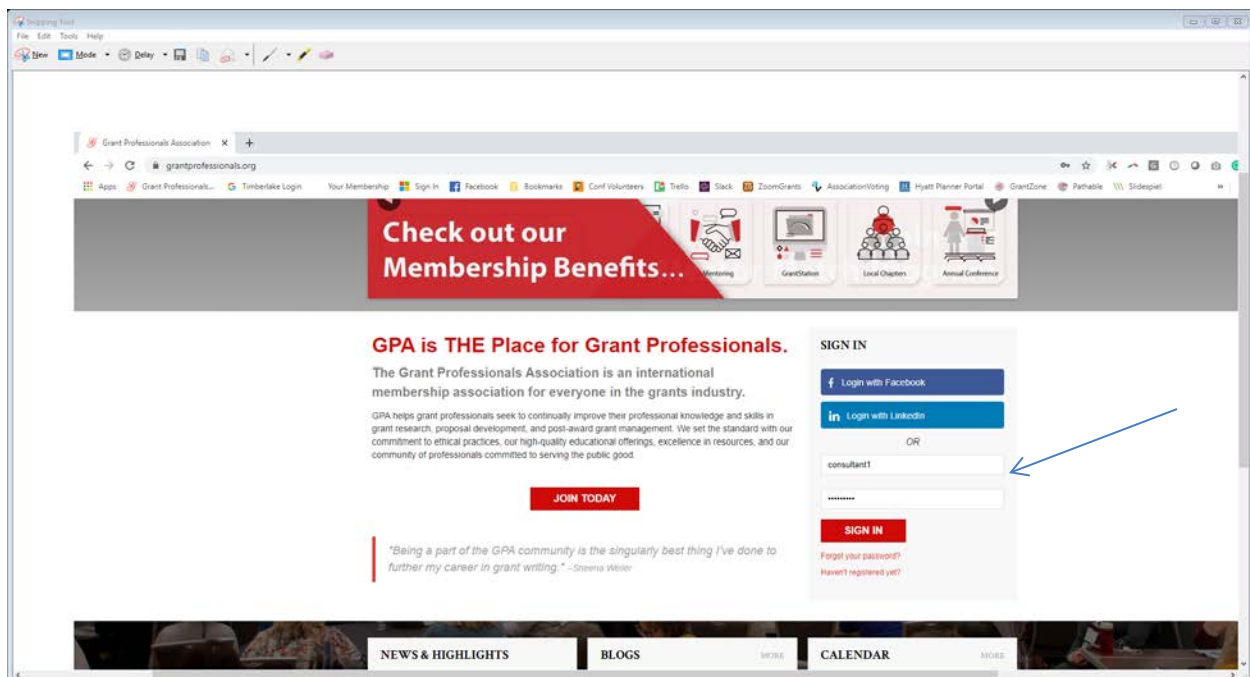 Snipping Tool
File Edit Tools Help
New Mode Delay
Grant Professionals Association
grantprofessionals.org
Apps Grant Professionals... Timberlake Login Your Membership Sign In Facebook Bookmarks Conf Volunteers Trello Slack ZoomGrants AssociationVoting Hyatt Planner Portal GrantZone Pathable Slidespiel
Check out our
Membership Benefits...
Mentoring GrantStation Local Chapters Annual Conference
GPA is THE Place for Grant Professionals.
The Grant Professionals Association is an international
membership association for everyone in the grants industry.
GPA helps grant professionals seek to continually improve their professional knowledge and skills in
grant research, proposal development, and post-award grant management. We set the standard with our
commitment to ethical practices, our high-quality educational offerings, excellence in resources, and our
community of professionals committed to serving the public good.
JOIN TODAY
"Being a part of the GPA community is the singularly best thing I've done to
further my career in grant writing." –Sheena Weiler
SIGN IN
Login with Facebook
Login with LinkedIn
OR
consultant1
•••••••••
SIGN IN
Forgot your password?
Haven't registered yet?
NEWS & HIGHLIGHTS
BLOGS MORE
CALENDAR MORE